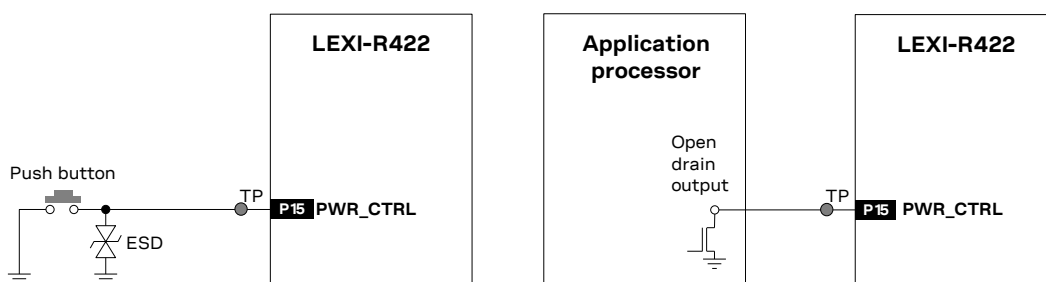 LEXI-R422
Push button
TP
P15 PWR_CTRL
ESD
Application
processor
Open
drain
output
LEXI-R422
TP
P15 PWR_CTRL